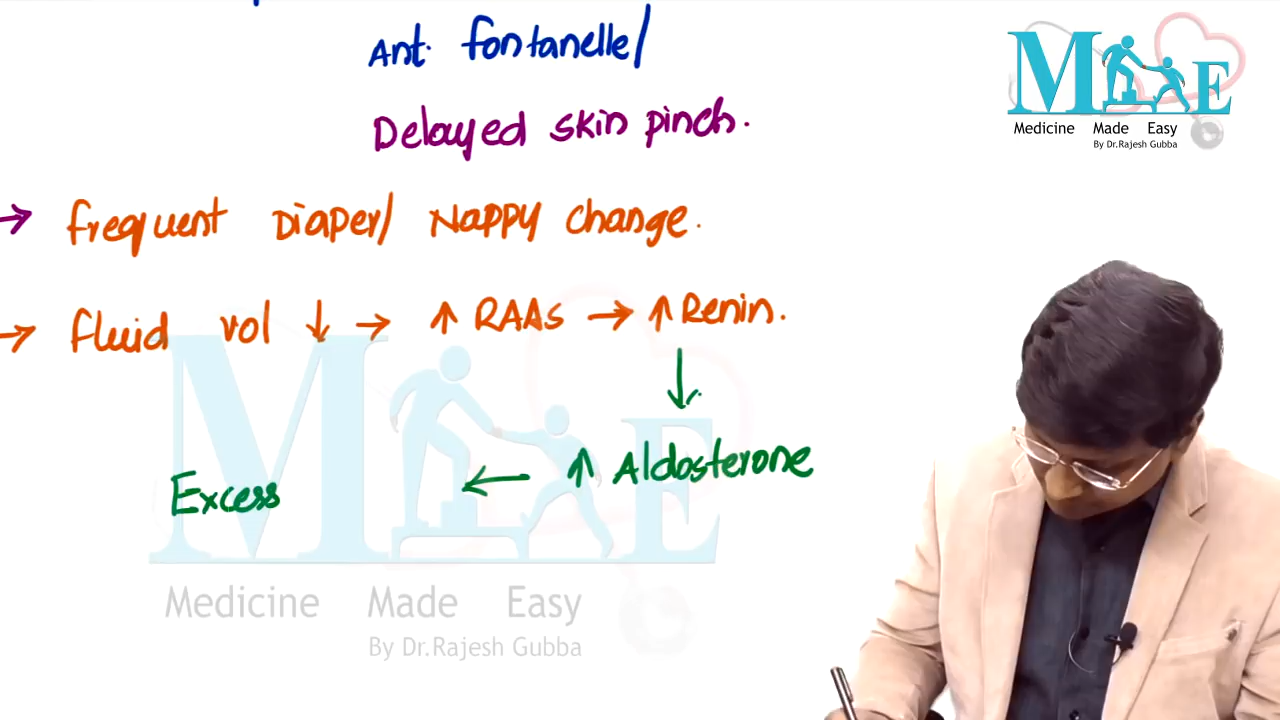 Ant. fontanelle/
Delayed skin pinch.
→ frequent Diaper/ Nappy change.
→ fluid vol ↓ → ↑ RAAs → ↑ Renin.
↓
Excess ← ↑ Aldosterone
M E
Medicine Made Easy
By Dr.Rajesh Gubba
M E
Medicine Made Easy
By Dr.Rajesh Gubba